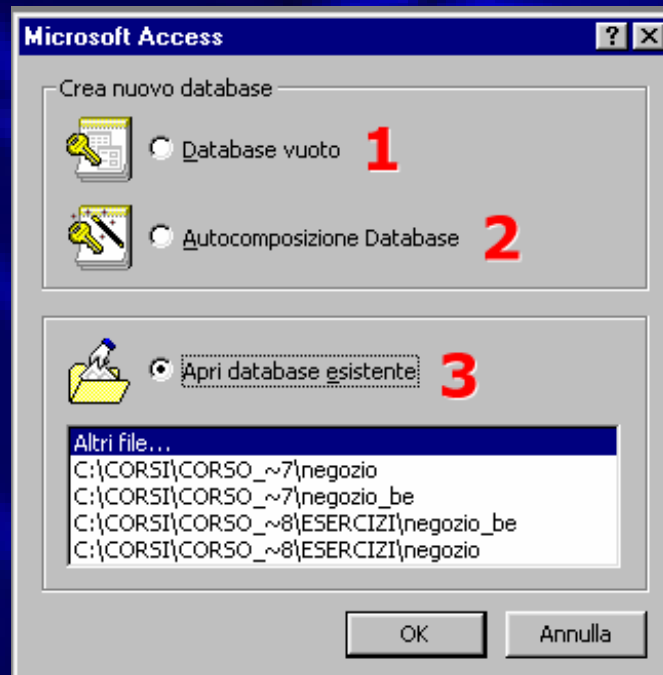 Microsoft Access
Crea nuovo database
Database vuoto 1
Autocomposizione Database 2
Apri database esistente 3
Altri file...
C:\CORSI\CORSO_~7\negozio
C:\CORSI\CORSO_~7\negozio_be
C:\CORSI\CORSO_~8\ESERCIZI\negozio_be
C:\CORSI\CORSO_~8\ESERCIZI\negozio
OK Annulla